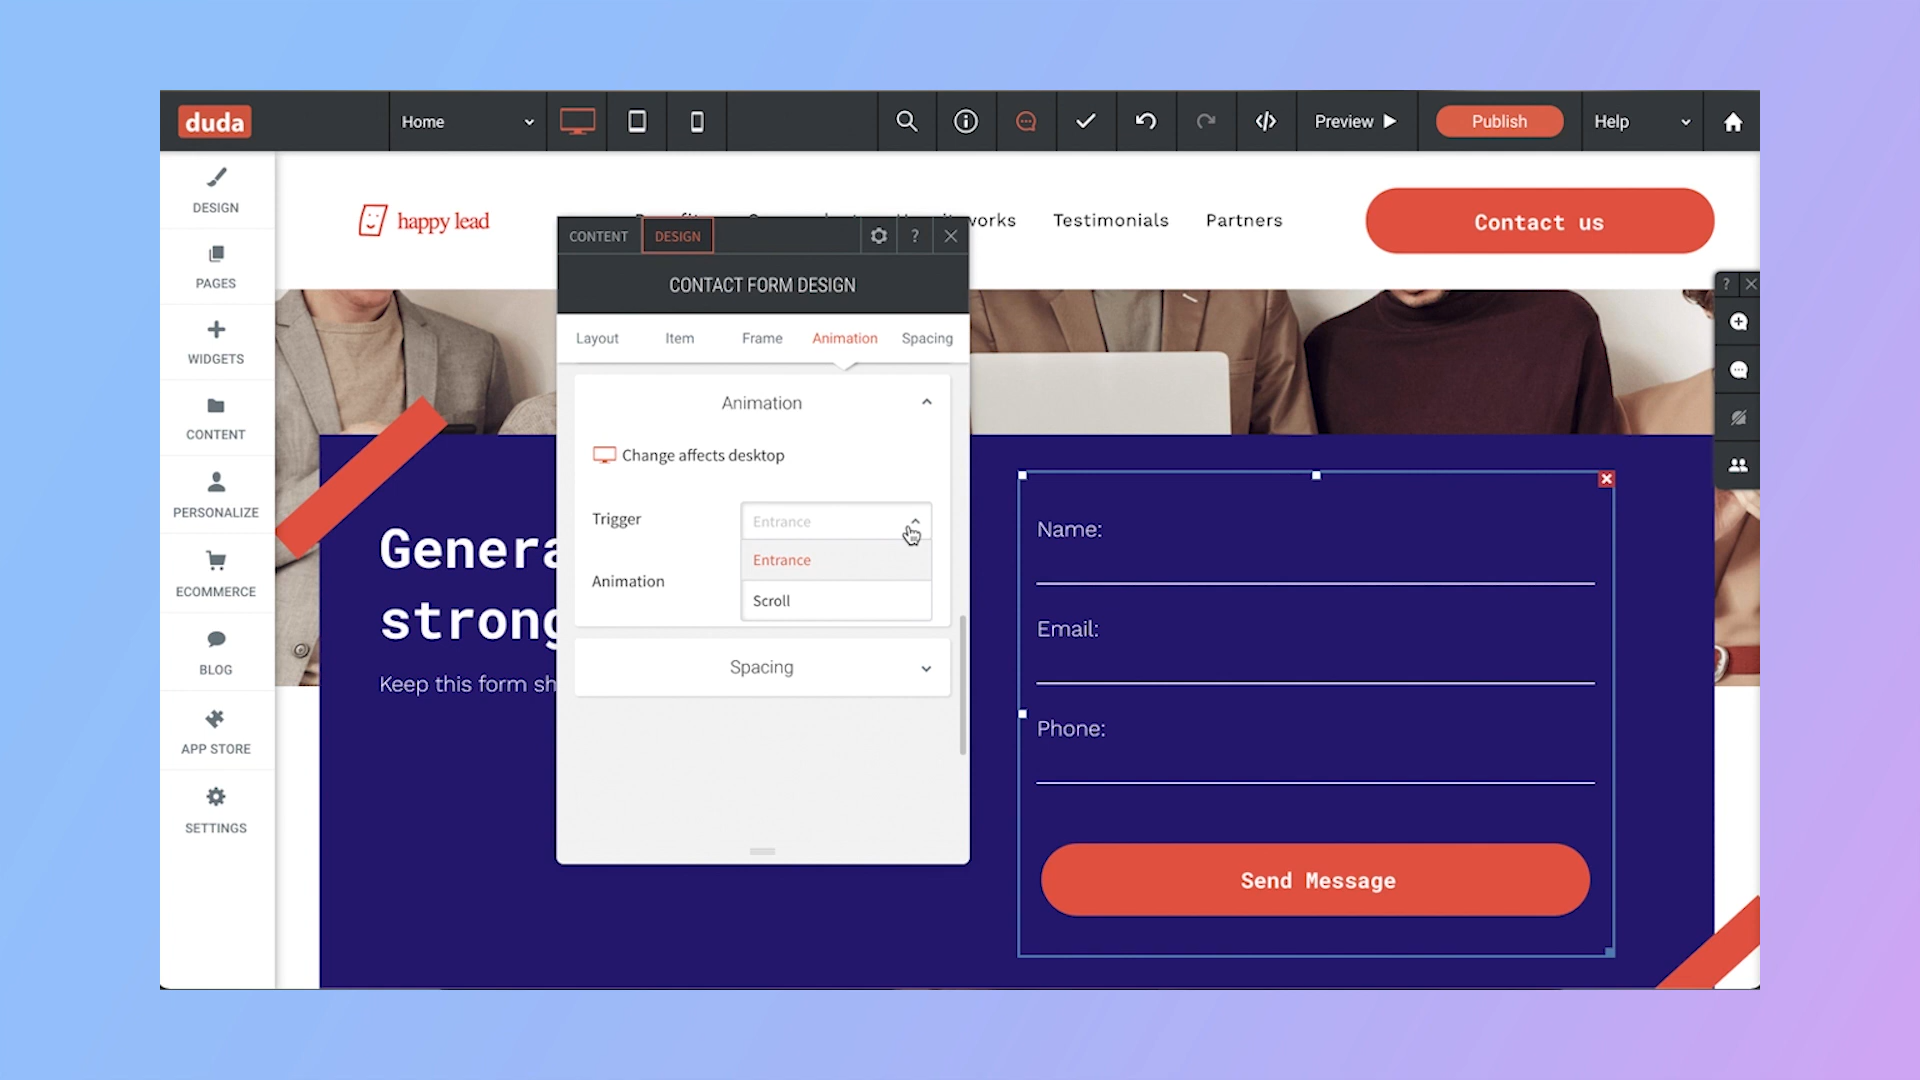 duda
Home
Preview
Publish
Help
DESIGN
PAGES
WIDGETS
CONTENT
PERSONALIZE
ECOMMERCE
BLOG
APP STORE
SETTINGS
happy lead
Testimonials
Partners
Contact us
CONTENT
DESIGN
?
CONTACT FORM DESIGN
Layout
Item
Frame
Animation
Spacing
Animation
Change affects desktop
Trigger
Entrance
Entrance
Scroll
Animation
Spacing
Genera
strong
Keep this form sh
?
Name:
Email:
Phone:
Send Message